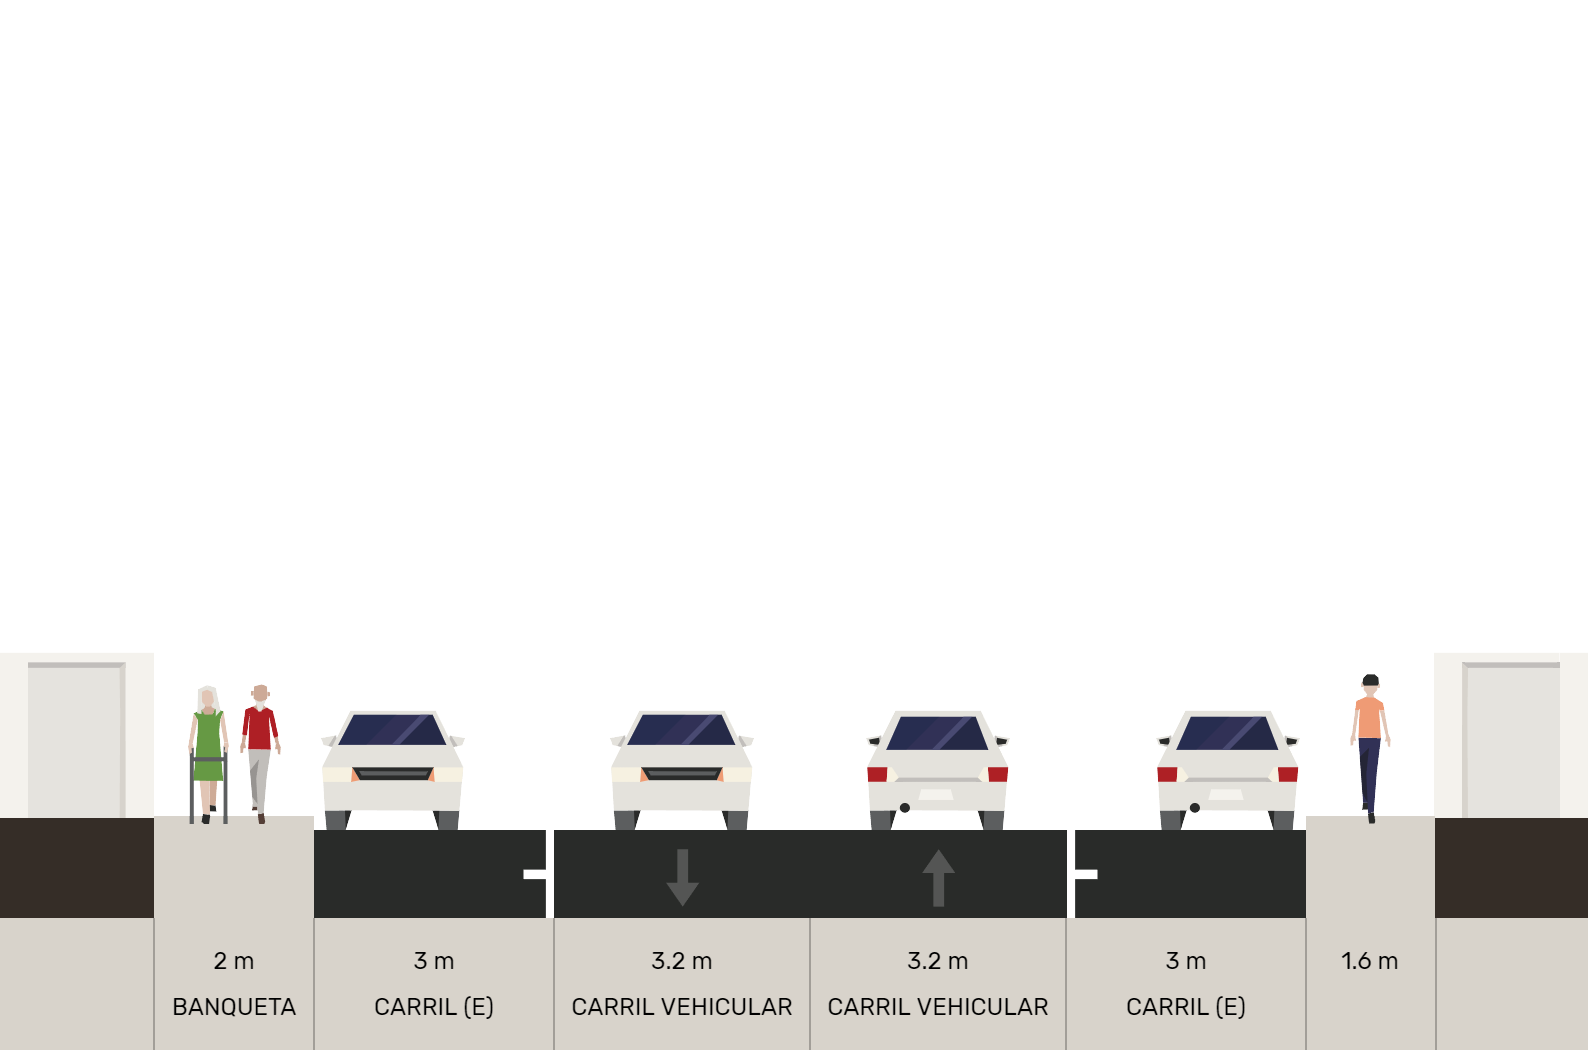 2 m
BANQUETA
3 m
CARRIL (E)
3.2 m
CARRIL VEHICULAR
3.2 m
CARRIL VEHICULAR
3 m
CARRIL (E)
1.6 m